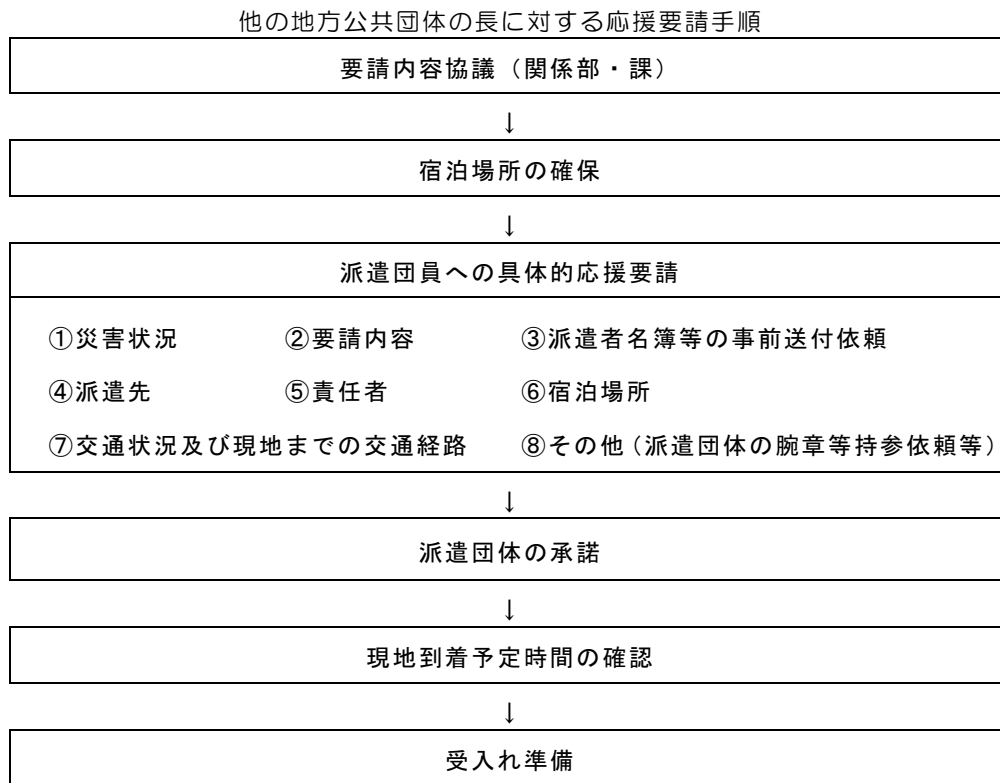 他の地方公共団体の長に対する応援要請手順
要請内容協議（関係部・課）
↓
宿泊場所の確保
↓
派遣団員への具体的応援要請
①災害状況 ②要請内容 ③派遣者名簿等の事前送付依頼
④派遣先 ⑤責任者 ⑥宿泊場所
⑦交通状況及び現地までの交通経路 ⑧その他（派遣団体の腕章等持参依頼等）
↓
派遣団体の承諾
↓
現地到着予定時間の確認
↓
受入れ準備